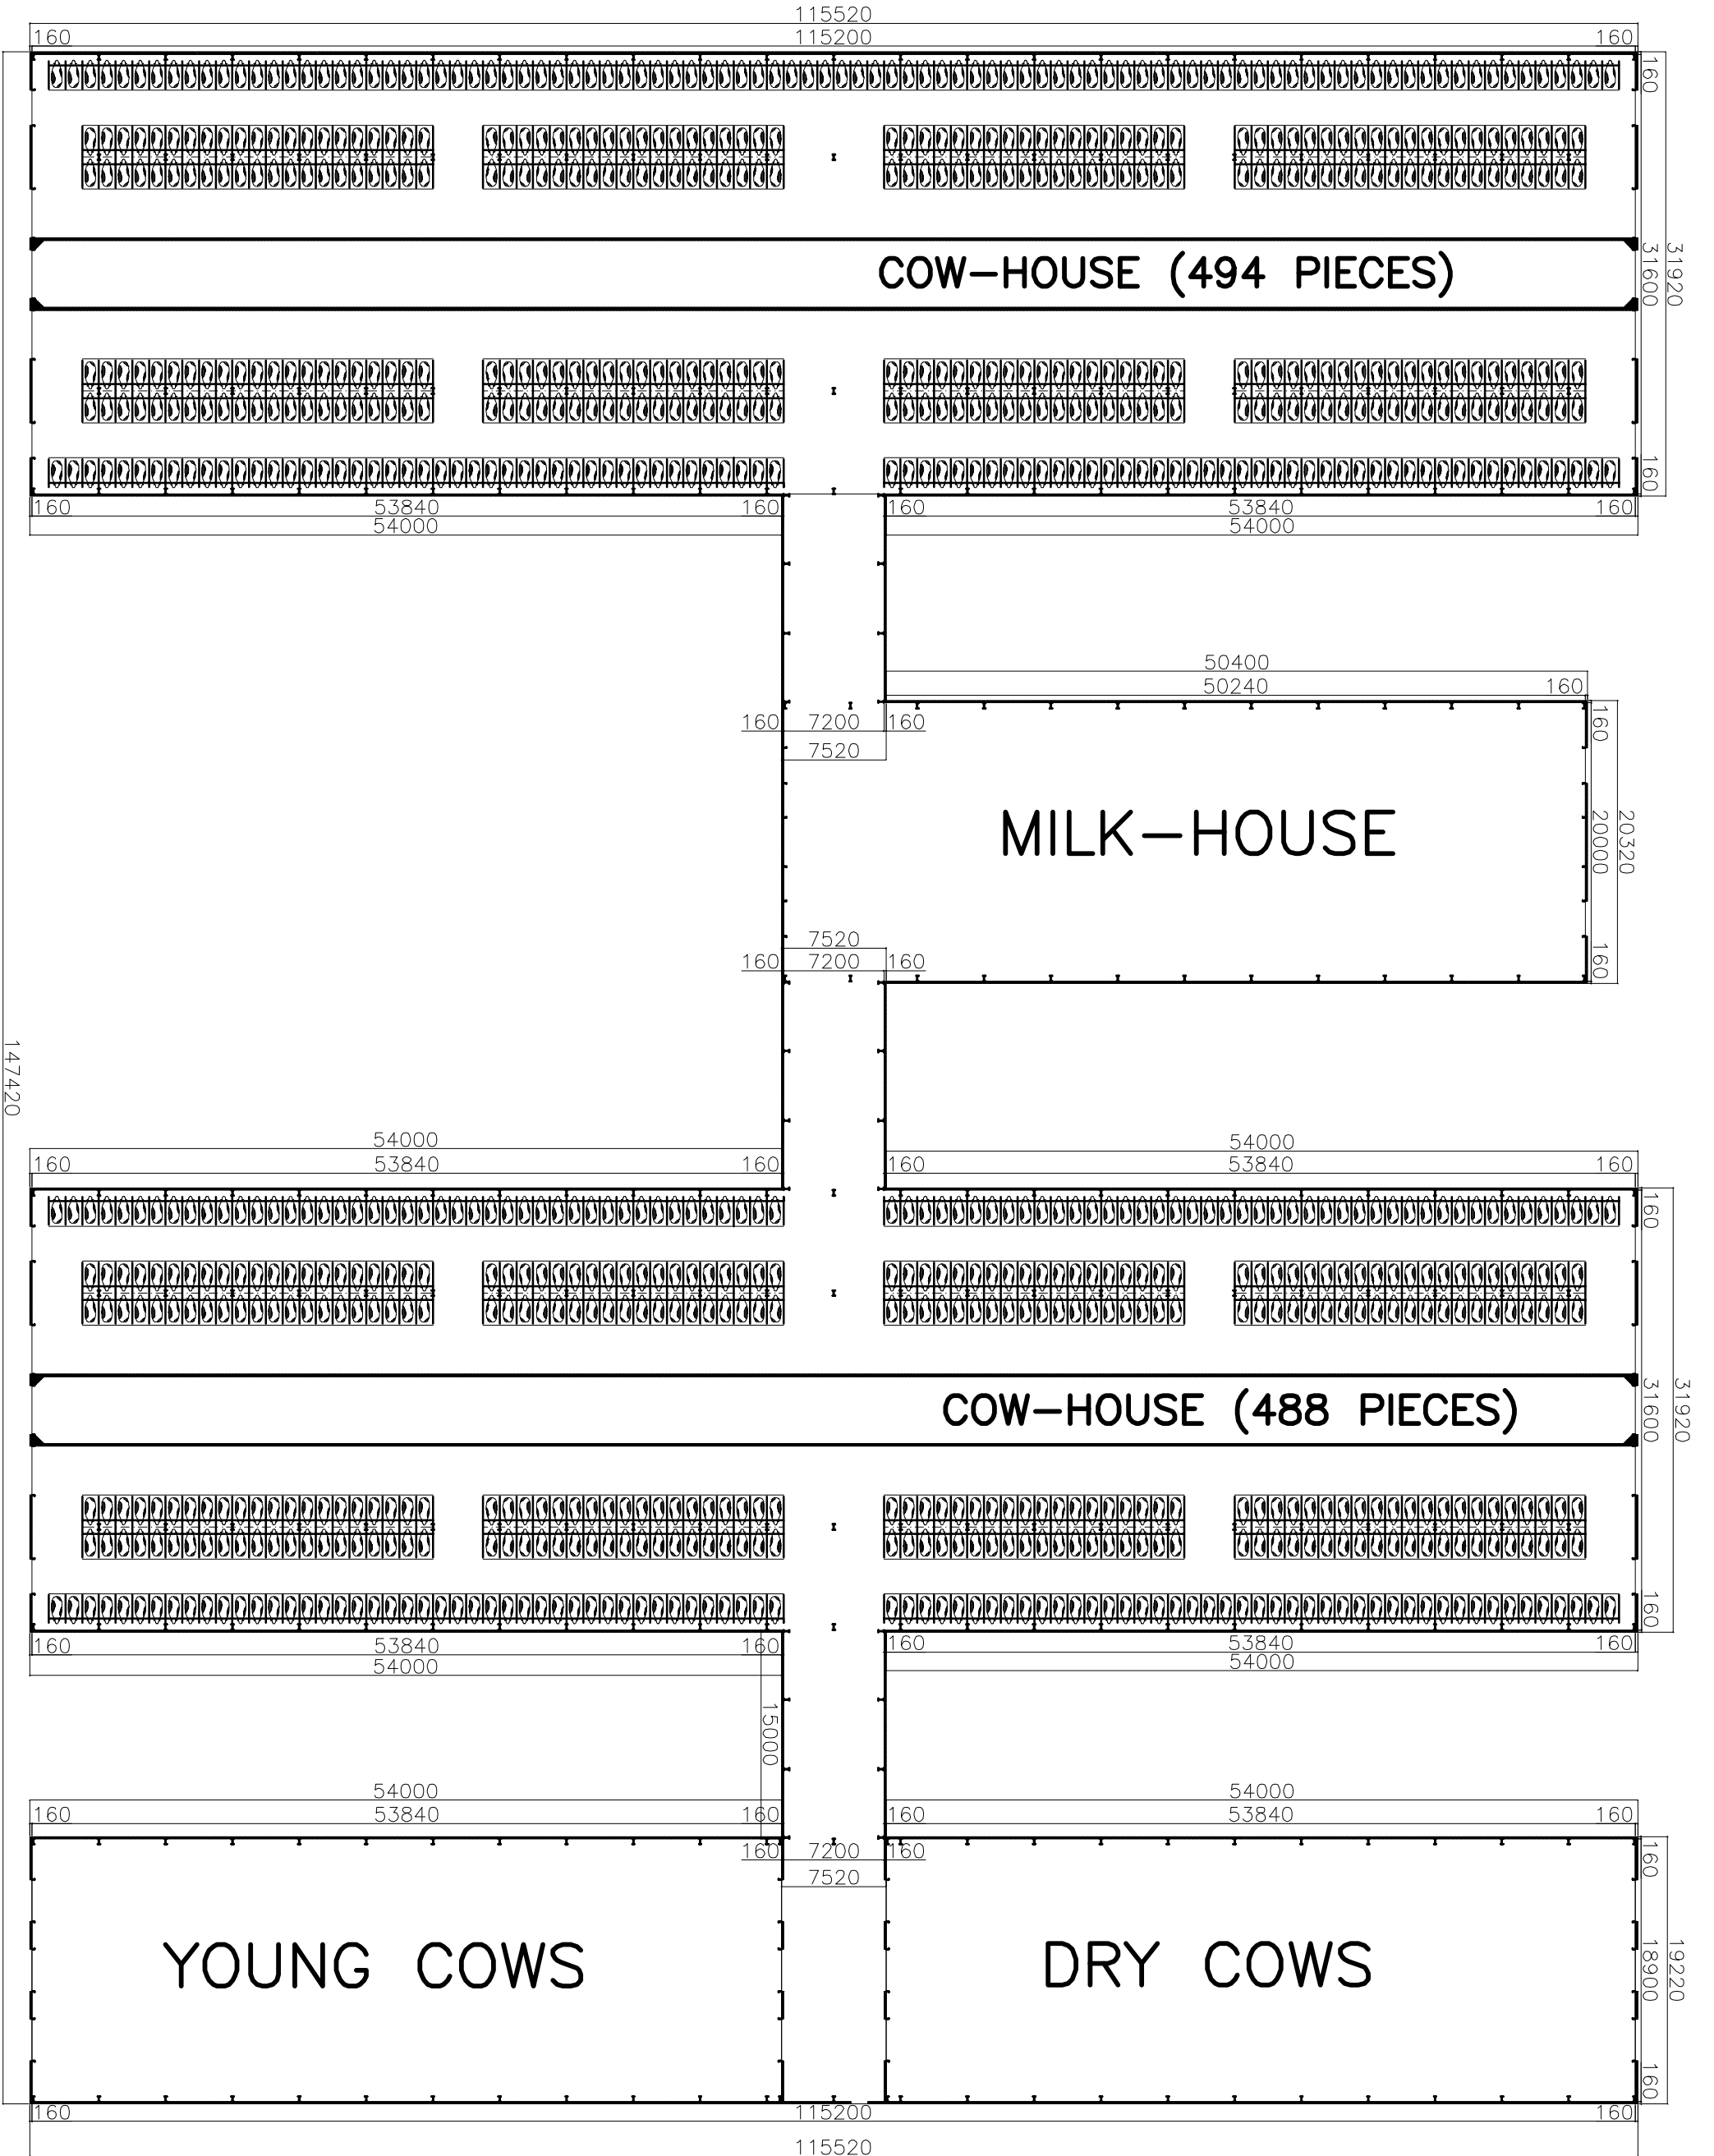 115520
160 115200 160
160
31920
31600
COW-HOUSE (494 PIECES)
160
160 53840 160 160 53840 160
54000 54000
50400
50240 160
160 7200 160
7520
160
20320
20000
MILK-HOUSE
160
7520
160 7200 160
147420
54000 54000
160 53840 160 160 53840 160
160
31920
31600
COW-HOUSE (488 PIECES)
160
160 53840 160 160 53840 160
54000 54000
15000
54000 54000
160 53840 160 160 53840 160
160 7200 160
7520
160
19220
18900
YOUNG COWS DRY COWS
160
160 115200 160
115520